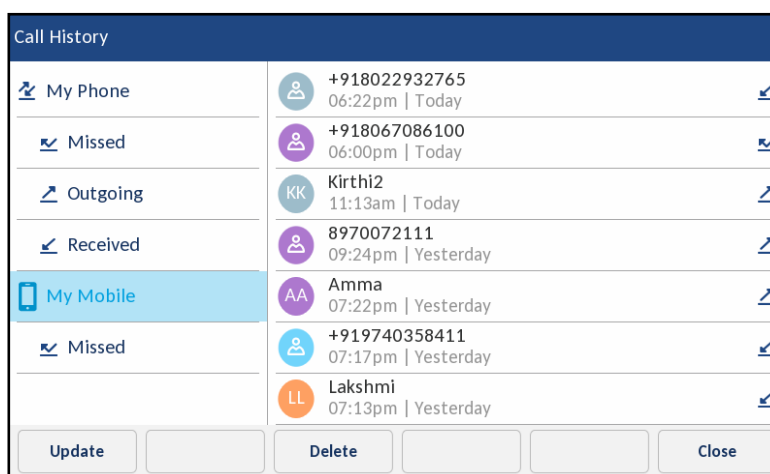 Call History
My Phone
Missed
Outgoing
Received
My Mobile
Missed
+918022932765
06:22pm | Today
+918067086100
06:00pm | Today
KK
Kirthi2
11:13am | Today
8970072111
09:24pm | Yesterday
AA
Amma
07:22pm | Yesterday
+919740358411
07:17pm | Yesterday
LL
Lakshmi
07:13pm | Yesterday
Update
Delete
Close